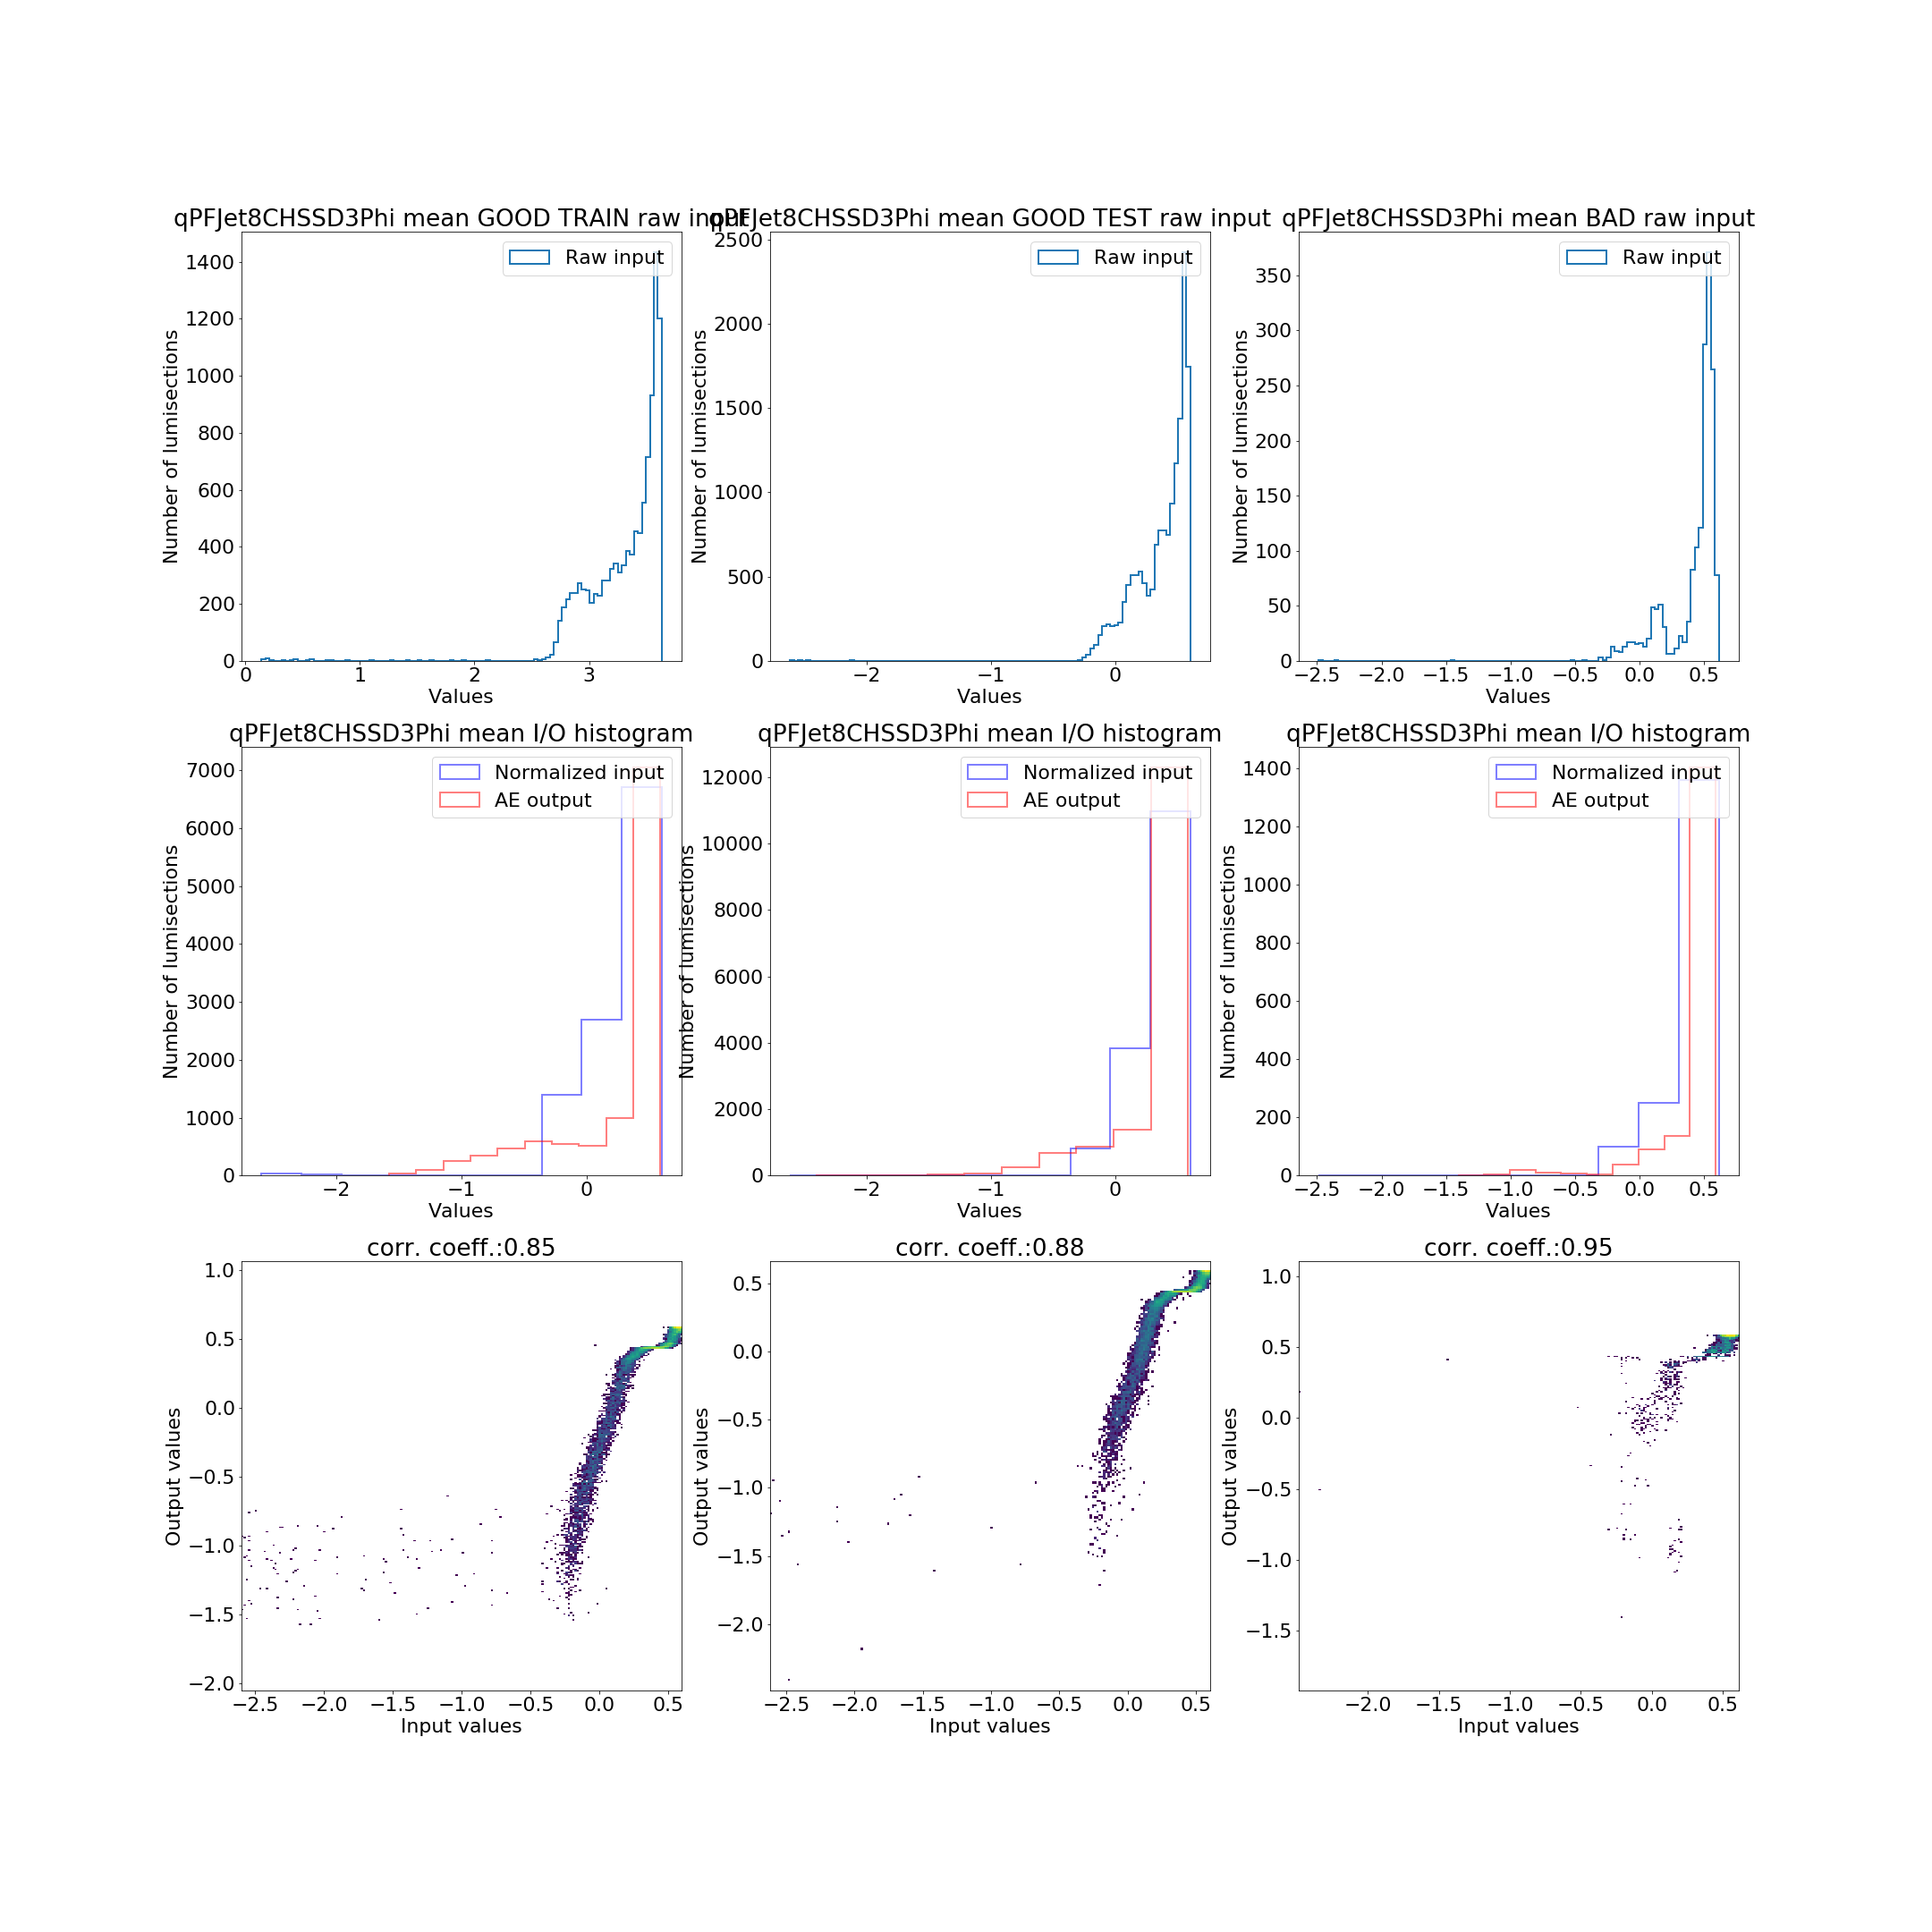 qPFJet8CHSSD3Phi mean GOOD TRAIN raw input
qPFJet8CHSSD3Phi mean GOOD TEST raw input
qPFJet8CHSSD3Phi mean BAD raw input
Raw input
Raw input
Raw input
Number of lumisections
1400
1200
1000
800
600
400
200
0
0 1 2 3
Values
Number of lumisections
2500
2000
1500
1000
500
0
−2 −1 0
Values
Number of lumisections
350
300
250
200
150
100
50
0
−2.5 −2.0 −1.5 −1.0 −0.5 0.0 0.5
Values
qPFJet8CHSSD3Phi mean I/O histogram
qPFJet8CHSSD3Phi mean I/O histogram
qPFJet8CHSSD3Phi mean I/O histogram
Normalized input
AE output
Normalized input
AE output
Normalized input
AE output
Number of lumisections
7000
6000
5000
4000
3000
2000
1000
0
−2 −1 0
Values
Number of lumisections
12000
10000
8000
6000
4000
2000
0
−2 −1 0
Values
Number of lumisections
1400
1200
1000
800
600
400
200
0
−2.5 −2.0 −1.5 −1.0 −0.5 0.0 0.5
Values
corr. coeff.:0.85
corr. coeff.:0.88
corr. coeff.:0.95
Output values
1.0
0.5
0.0
−0.5
−1.0
−1.5
−2.0
−2.5 −2.0 −1.5 −1.0 −0.5 0.0 0.5
Input values
Output values
0.5
0.0
−0.5
−1.0
−1.5
−2.0
−2.5 −2.0 −1.5 −1.0 −0.5 0.0 0.5
Input values
Output values
1.0
0.5
0.0
−0.5
−1.0
−1.5
−2.0 −1.5 −1.0 −0.5 0.0 0.5
Input values